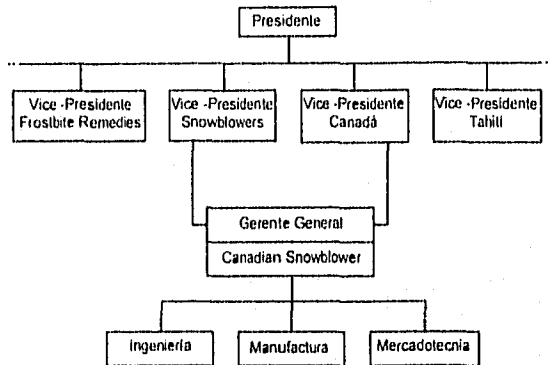 Presidente
Vice -Presidente
Frostbite Remedies
Vice -Presidente
Snowblowers
Vice -Presidente
Canadá
Vice -Presidente
Tahití
Gerente General
Canadian Snowblower
Ingeniería
Manufactura
Mercadotecnia